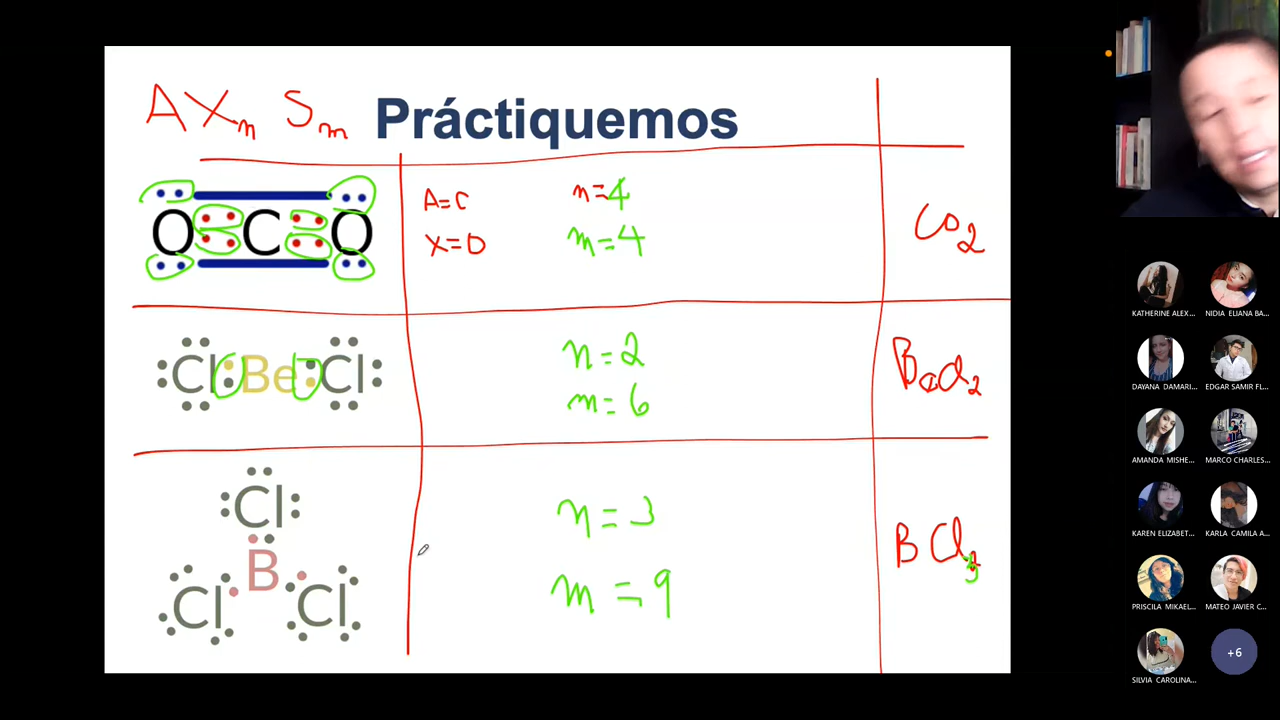 AXn Sm Práctiquemos
O C O
A=C
X=O
n=4
m=4
CO2
Cl Be Cl
n=2
m=6
BeCl2
Cl
B
Cl Cl
n=3
m=9
BCl3
KATHERINE ALEX...
NIDIA ELIANA BA...
DAYANA DAMARI...
EDGAR SAMIR FL...
AMANDA MISHE...
MARCO CHARLES...
KAREN ELIZABET...
KARLA CAMILA A...
PRISCILA MIKAEL...
MATEO JAVIER C...
SILVIA CAROLINA...
+6